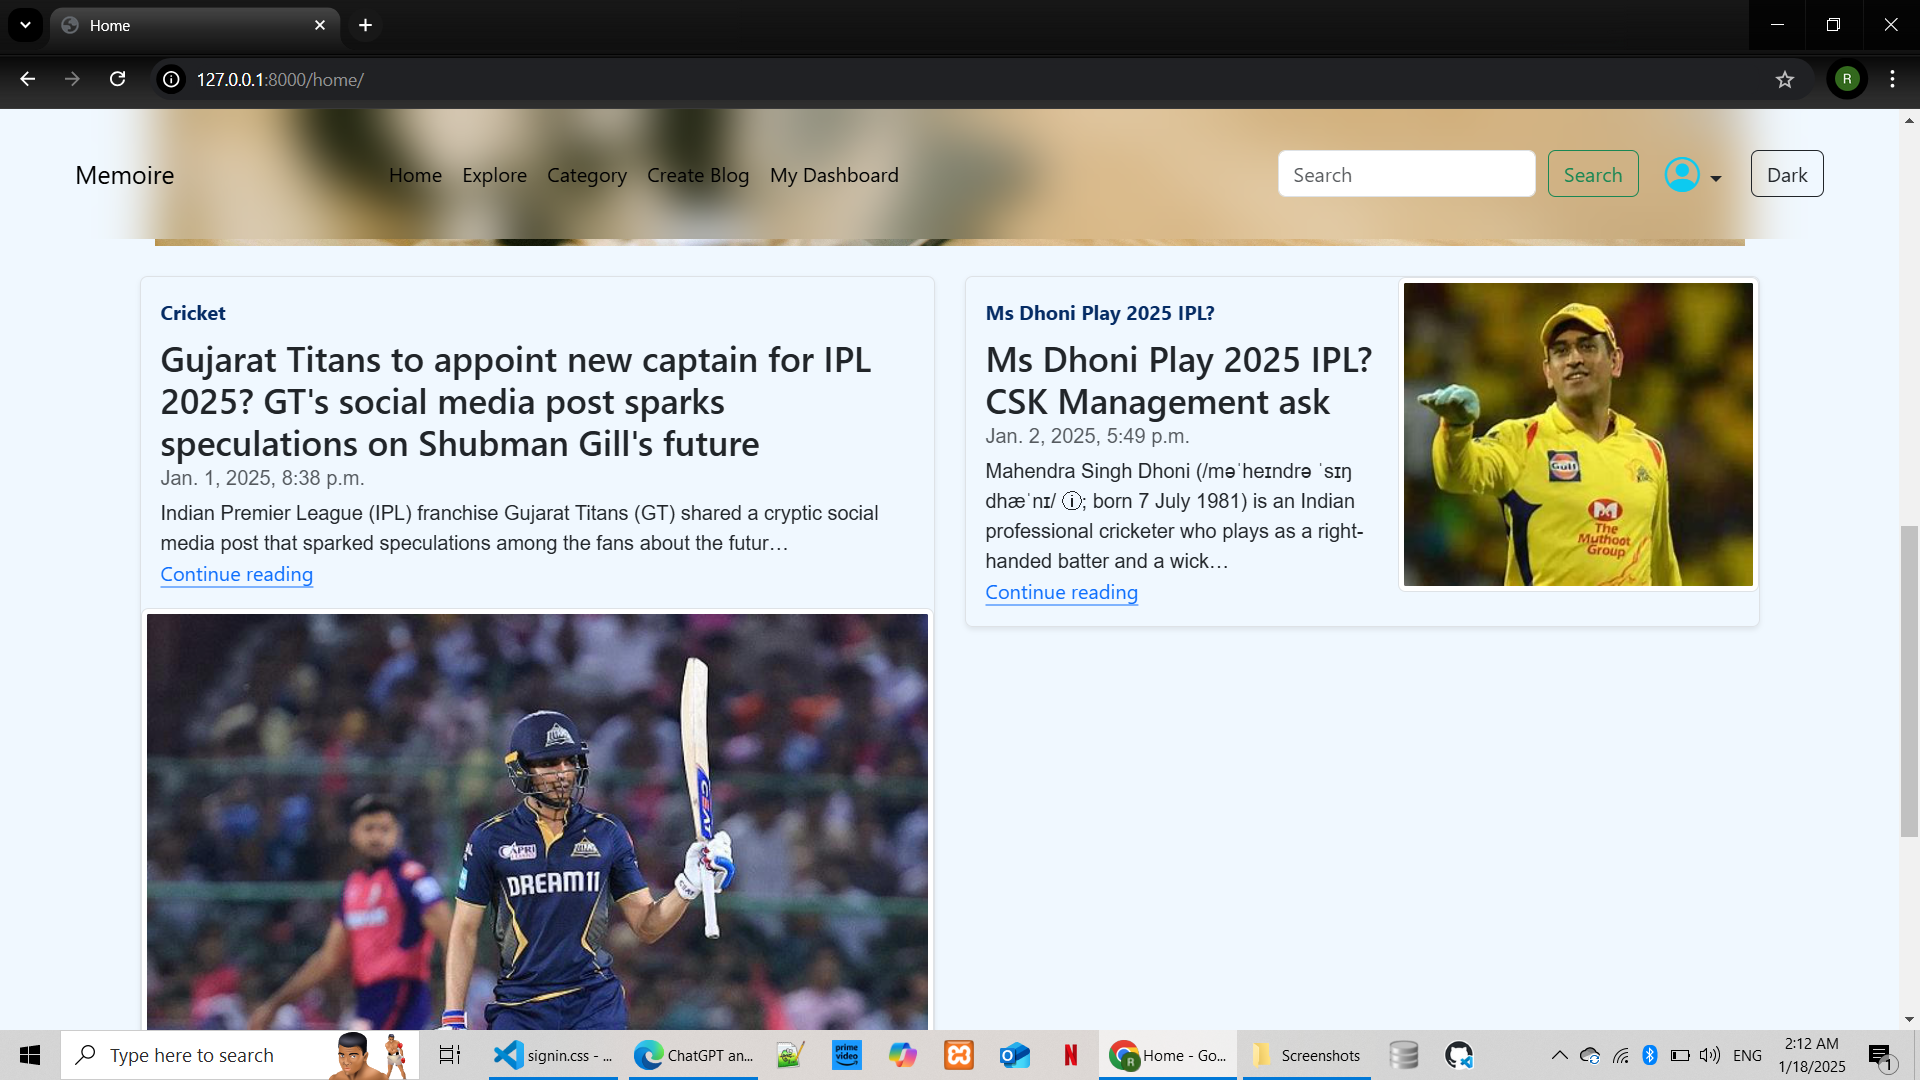 Home
127.0.0.1:8000/home/
R
Memoire
Home Explore Category Create Blog My Dashboard
Search
Search
Dark
Cricket
Gujarat Titans to appoint new captain for IPL
2025? GT's social media post sparks
speculations on Shubman Gill's future
Jan. 1, 2025, 8:38 p.m.
Indian Premier League (IPL) franchise Gujarat Titans (GT) shared a cryptic social
media post that sparked speculations among the fans about the futur…
Continue reading
CEAT
CAPRI
DREAM11
Ms Dhoni Play 2025 IPL?
Ms Dhoni Play 2025 IPL?
CSK Management ask
Jan. 2, 2025, 5:49 p.m.
Mahendra Singh Dhoni (/məˈheɪndrə ˈsɪŋ
dhæˈnɪ/ ⓘ; born 7 July 1981) is an Indian
professional cricketer who plays as a right-
handed batter and a wick…
Continue reading
Gulf
The
Muthoot
Group
Type here to search
signin.css - ...
ChatGPT an...
prime
video
N
Home - Go...
Screenshots
ENG
2:12 AM
1/18/2025
1